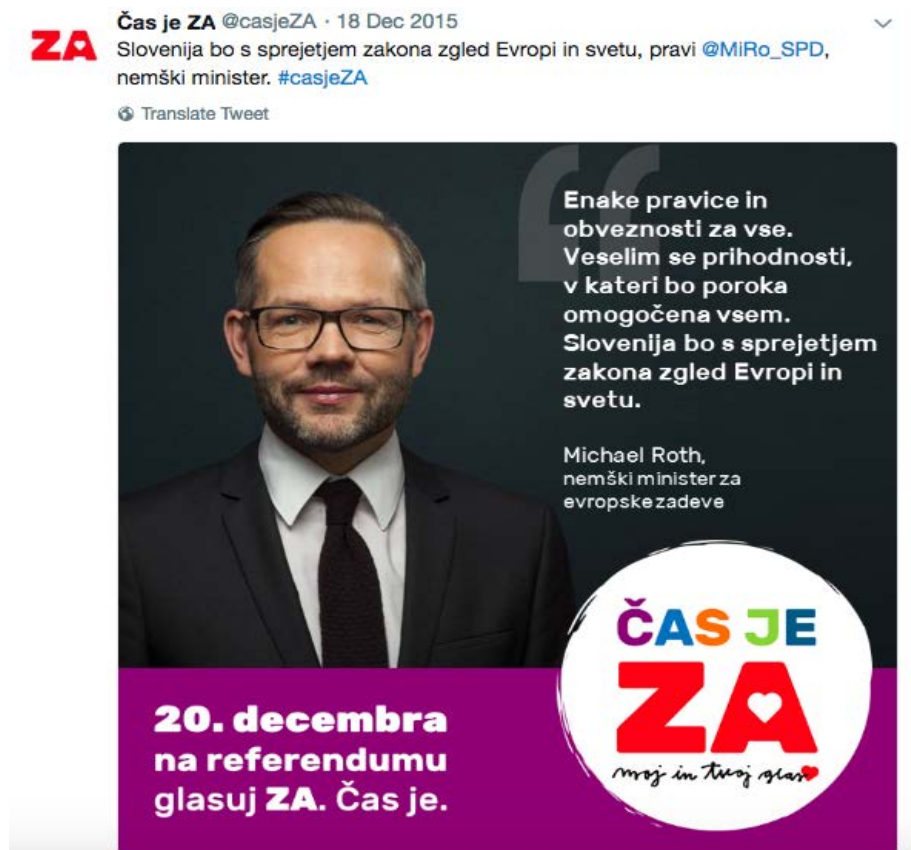 ZA
Čas je ZA @casjeZA · 18 Dec 2015
Slovenija bo s sprejetjem zakona zgled Evropi in svetu, pravi @MiRo_SPD,
nemški minister. #casjeZA
Translate Tweet
Enake pravice in
obveznosti za vse.
Veselim se prihodnosti,
v kateri bo poroka
omogočena vsem.
Slovenija bo s sprejetjem
zakona zgled Evropi in
svetu.
Michael Roth,
nemški minister za
evropske zadeve
ČAS JE
ZA
moj in tvoj glas
20. decembra
na referendumu
glasuj ZA. Čas je.